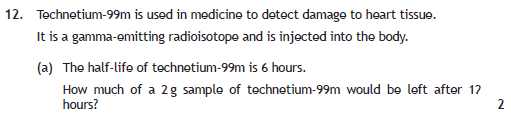 12. Technetium-99m is used in medicine to detect damage to heart tissue.
It is a gamma-emitting radioisotope and is injected into the body.
(a) The half-life of technetium-99m is 6 hours.
How much of a 2 g sample of technetium-99m would be left after 12
hours? 2